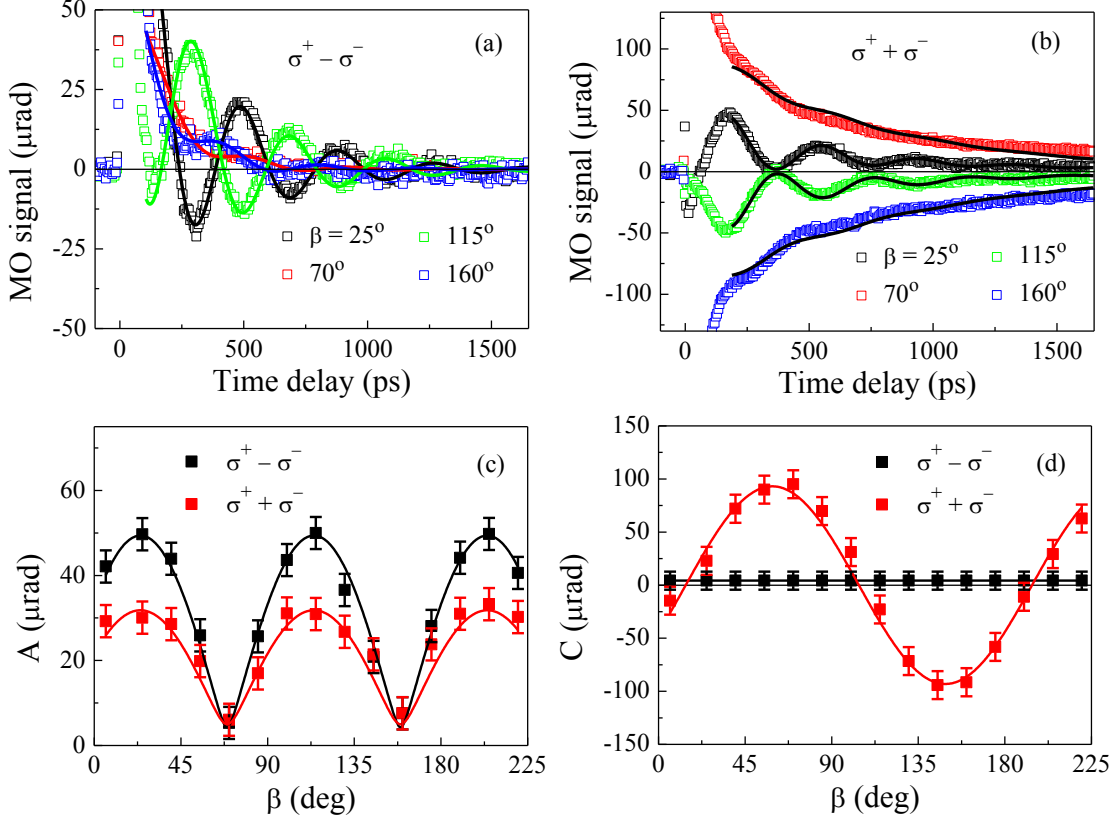 50
25
0
-25
-50
MO signal (μrad)
(a)
σ⁺ − σ⁻
β = 25°
115°
70°
160°
0
500
1000
1500
Time delay (ps)
100
50
0
-50
-100
MO signal (μrad)
(b)
σ⁺ + σ⁻
β = 25°
115°
70°
160°
0
500
1000
1500
Time delay (ps)
60
40
20
0
A (μrad)
(c)
σ⁺ − σ⁻
σ⁺ + σ⁻
0
45
90
135
180
225
β (deg)
150
100
50
0
-50
-100
-150
C (μrad)
(d)
σ⁺ − σ⁻
σ⁺ + σ⁻
0
45
90
135
180
225
β (deg)